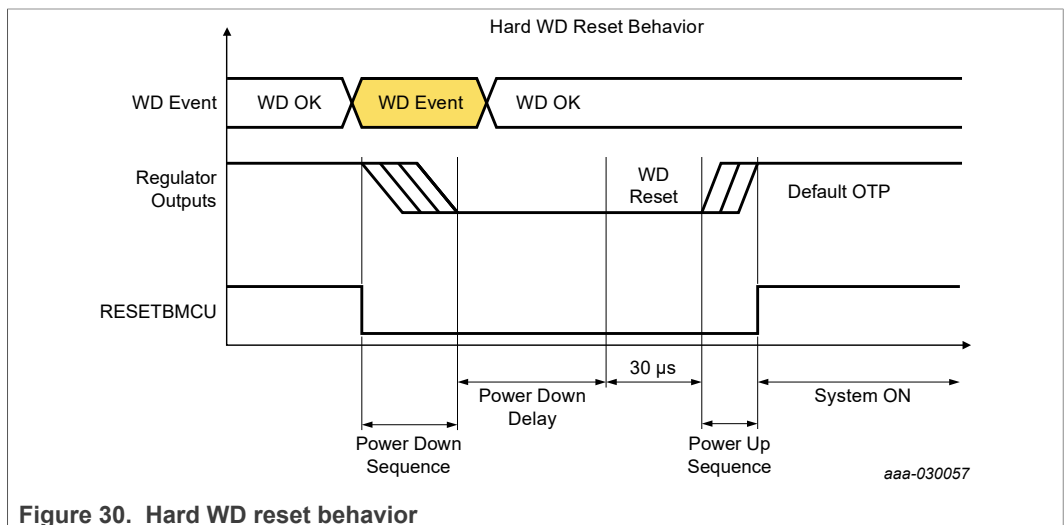 Hard WD Reset Behavior
WD Event
WD OK
WD Event
WD OK
Regulator
Outputs
WD
Reset
Default OTP
RESETBMCU
30 µs
Power Down
Delay
System ON
Power Down
Sequence
Power Up
Sequence
aaa-030057
Figure 30. Hard WD reset behavior